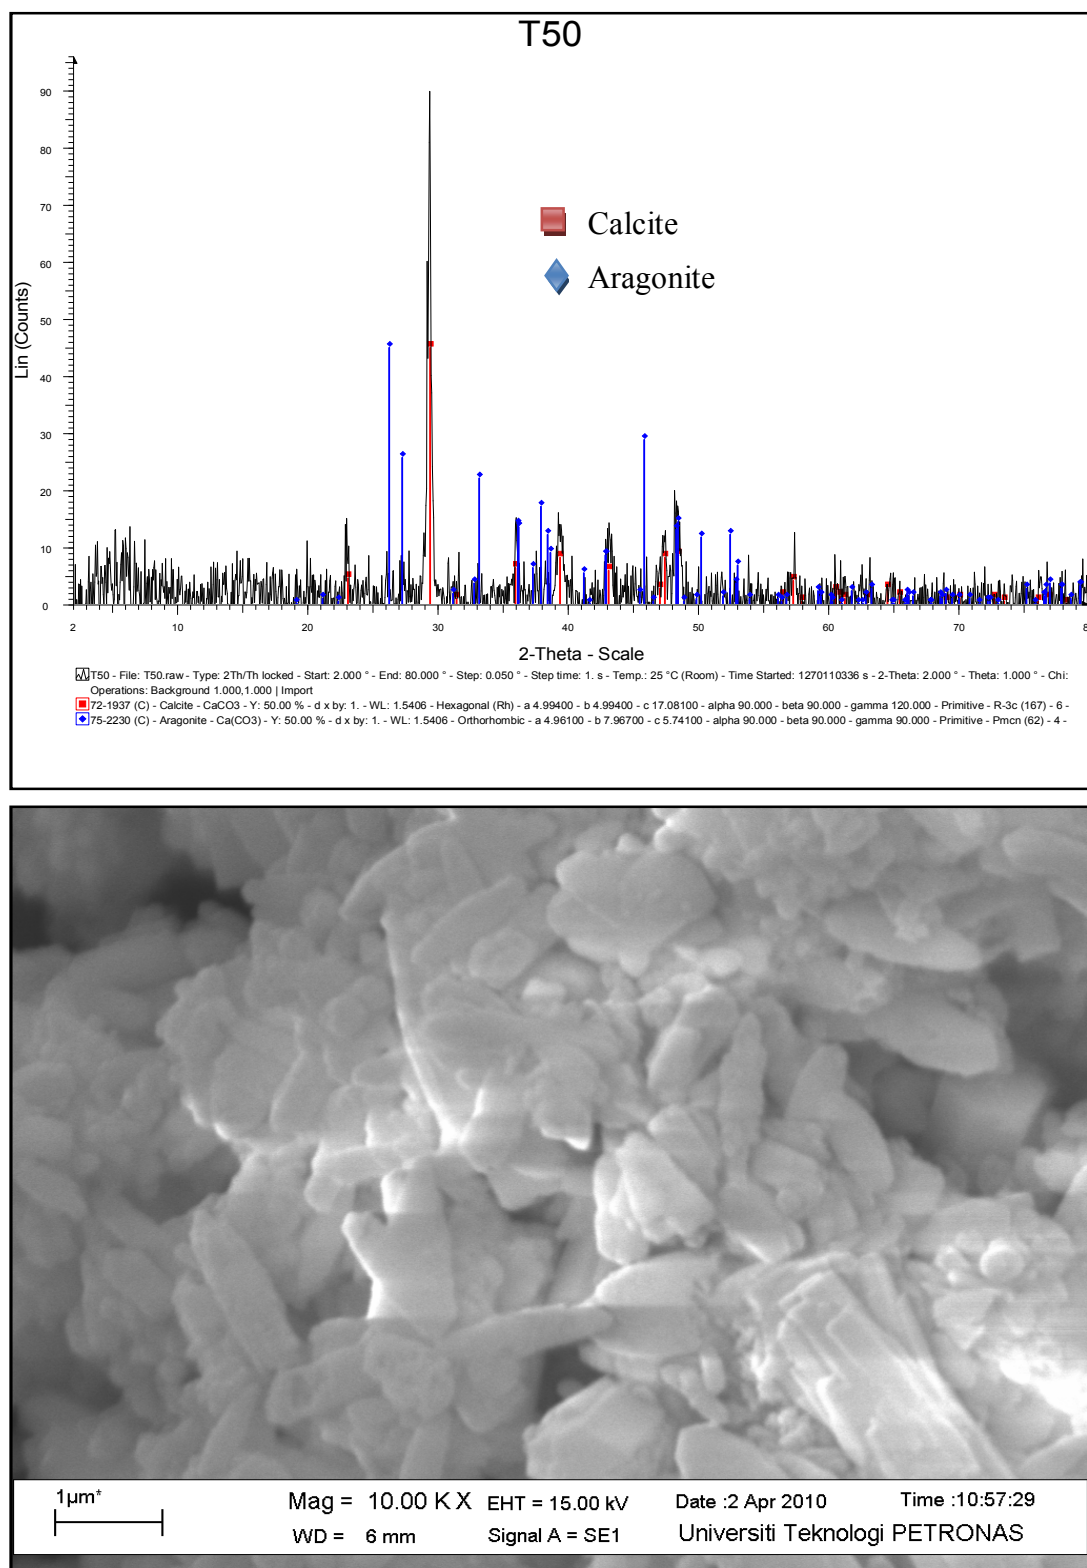 T50
Lin (Counts)
90
80
70
60
50
40
30
20
10
0
Calcite
Aragonite
2 10 20 30 40 50 60 70 8
2-Theta - Scale
T50 - File: T50.raw - Type: 2Th/Th locked - Start: 2.000 ° - End: 80.000 ° - Step: 0.050 ° - Step time: 1. s - Temp.: 25 °C (Room) - Time Started: 1270110336 s - 2-Theta: 2.000 ° - Theta: 1.000 ° - Chi:
Operations: Background 1.000,1.000 | Import
72-1937 (C) - Calcite - CaCO3 - Y: 50.00 % - d x by: 1. - WL: 1.5406 - Hexagonal (Rh) - a 4.99400 - b 4.99400 - c 17.08100 - alpha 90.000 - beta 90.000 - gamma 120.000 - Primitive - R-3c (167) - 6 -
75-2230 (C) - Aragonite - Ca(CO3) - Y: 50.00 % - d x by: 1. - WL: 1.5406 - Orthorhombic - a 4.96100 - b 7.96700 - c 5.74100 - alpha 90.000 - beta 90.000 - gamma 90.000 - Primitive - Pmcn (62) - 4 -
1µm* Mag = 10.00 K X EHT = 15.00 kV Date :2 Apr 2010 Time :10:57:29
WD = 6 mm Signal A = SE1 Universiti Teknologi PETRONAS